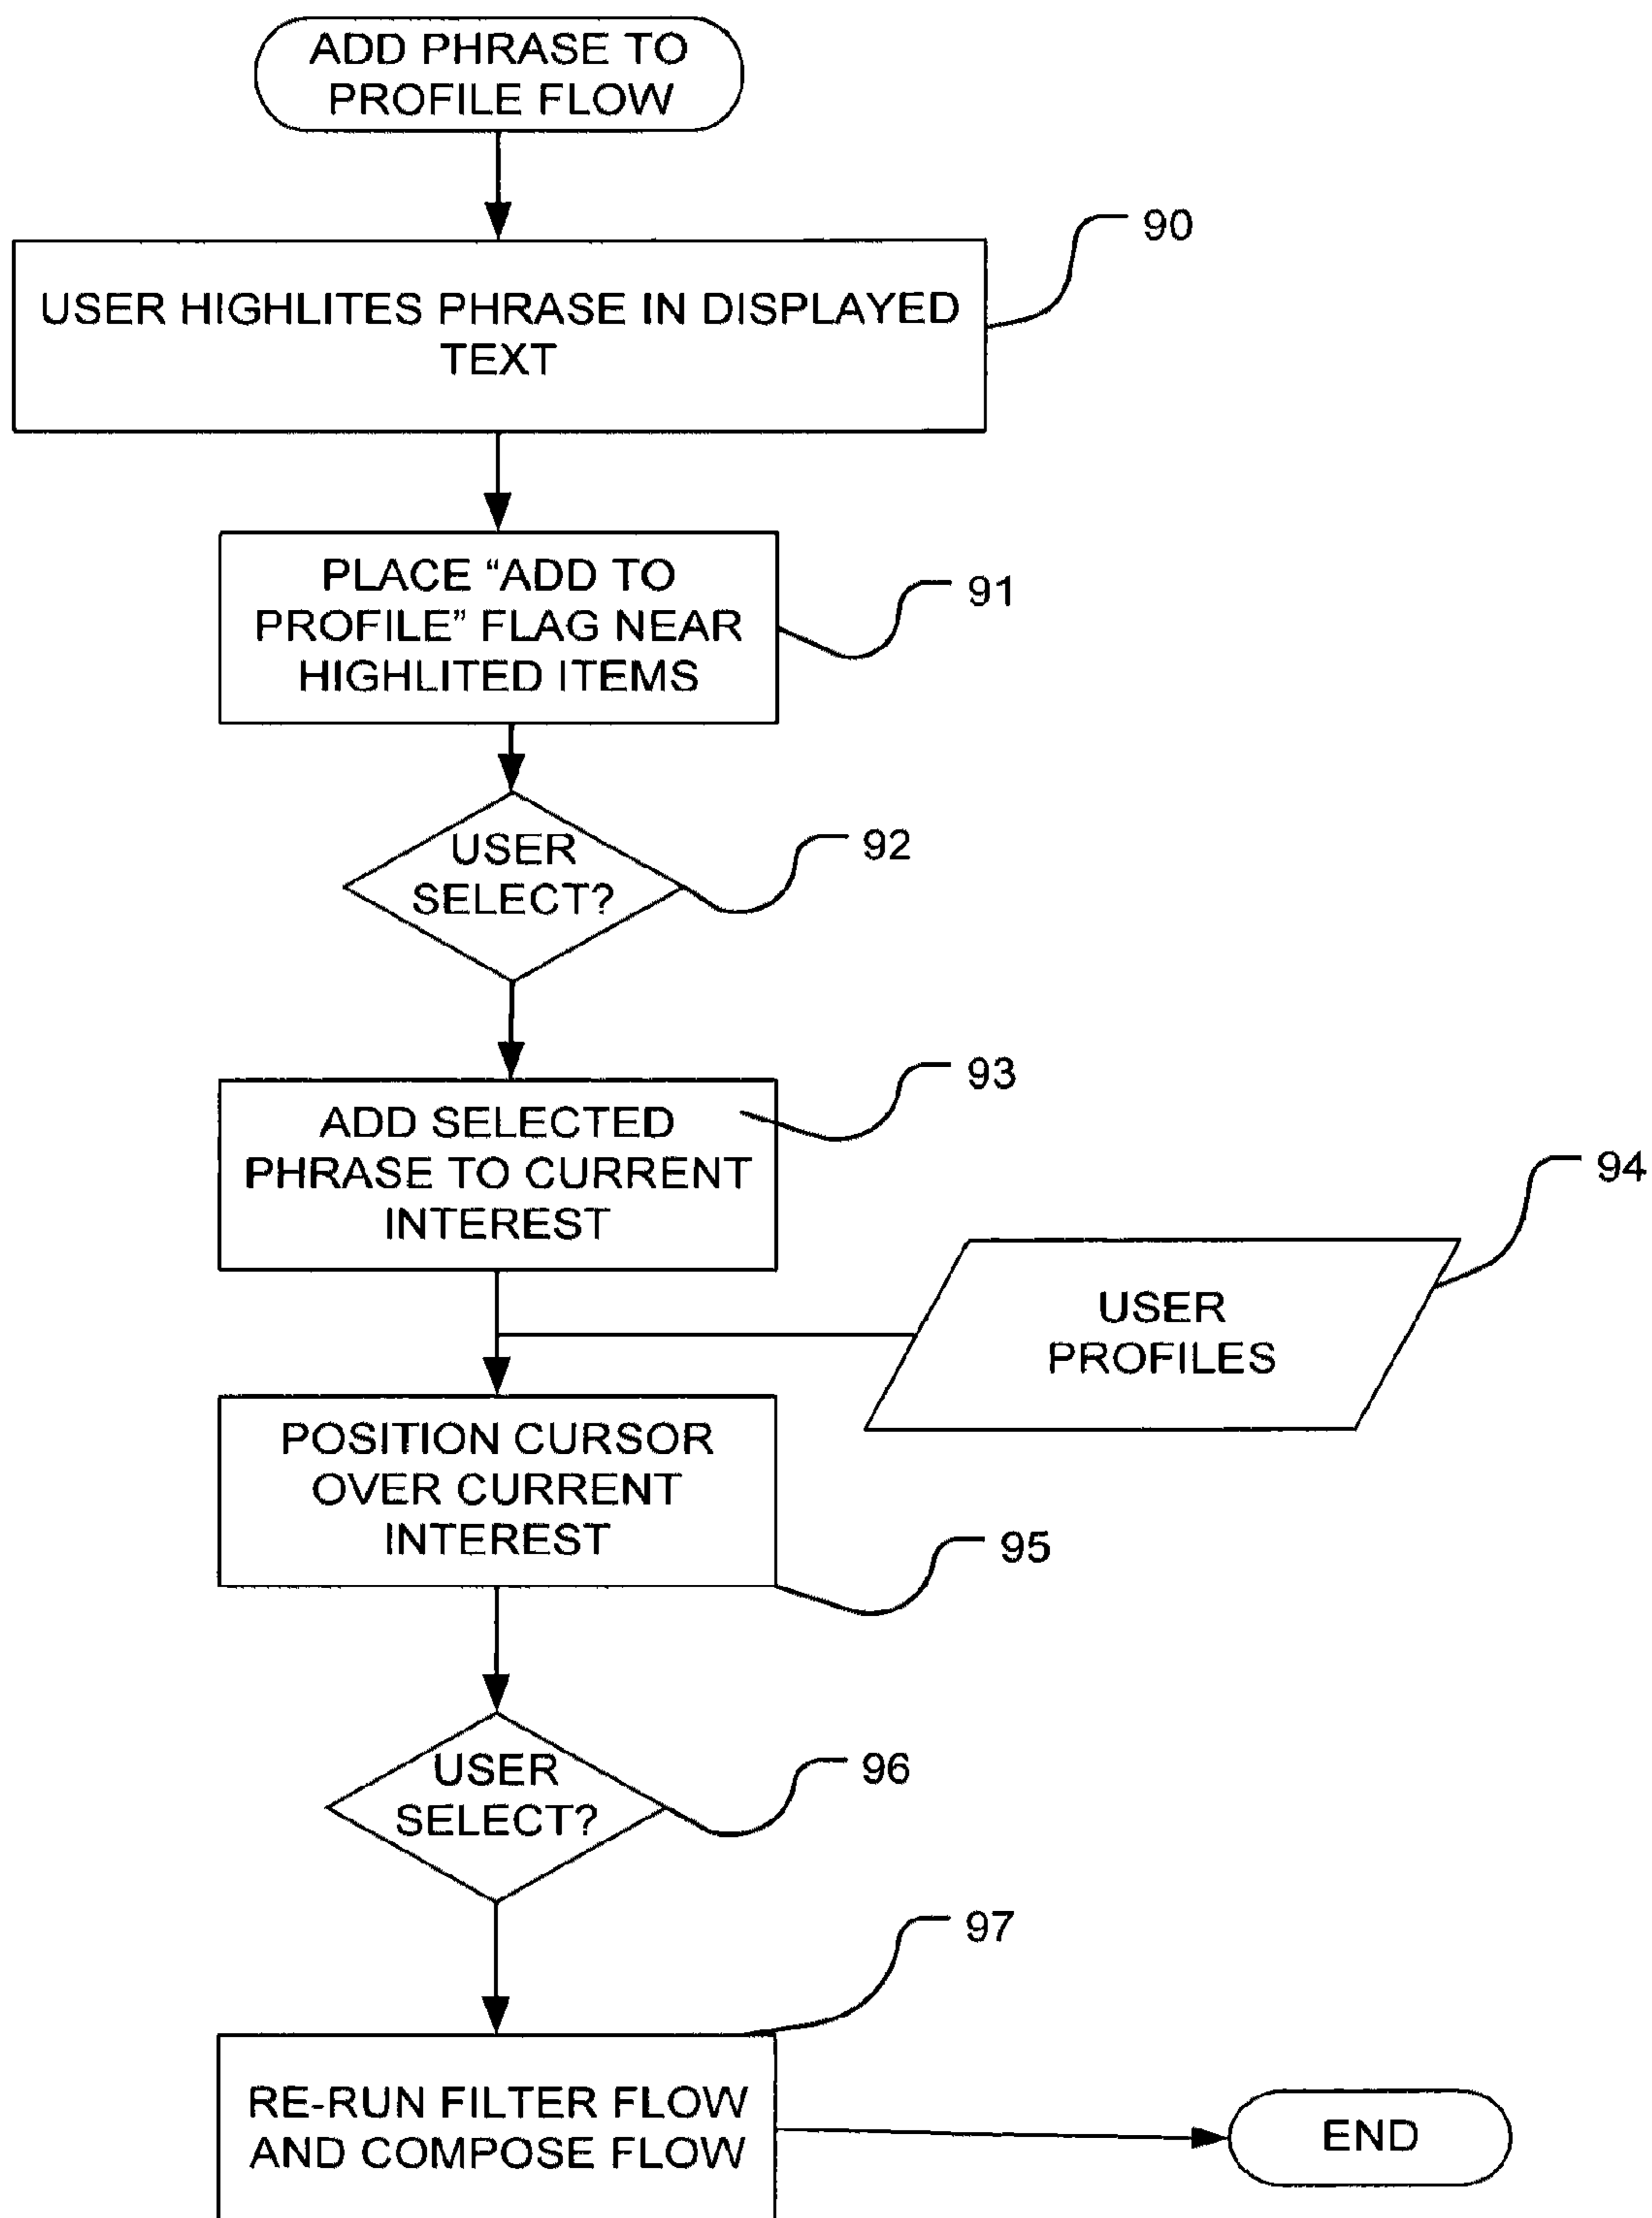 ADD PHRASE TO
PROFILE FLOW
90
USER HIGHLITES PHRASE IN DISPLAYED
TEXT
PLACE “ADD TO
PROFILE” FLAG NEAR
HIGHLITED ITEMS
91
USER
SELECT?
92
ADD SELECTED
PHRASE TO CURRENT
INTEREST
93
94
USER
PROFILES
POSITION CURSOR
OVER CURRENT
INTEREST
95
USER
SELECT?
96
97
RE-RUN FILTER FLOW
AND COMPOSE FLOW
END